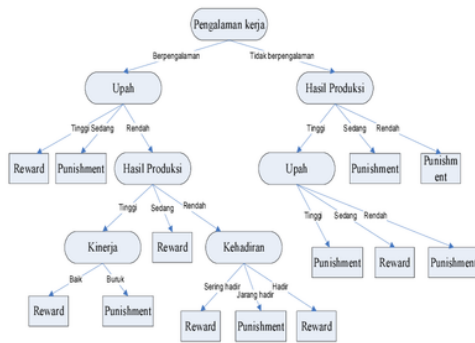 Pengalaman kerja
Berpengalaman
Tidak berpengalaman
Upah
Hasil Produksi
Tinggi
Sedang
Rendah
Tinggi
Sedang
Rendah
Reward
Punishment
Hasil Produksi
Upah
Punishment
Punishm
ent
Tinggi
Sedang
Rendah
Tinggi
Sedang
Rendah
Kinerja
Reward
Kehadiran
Punishment
Reward
Punishment
Baik
Buruk
Sering hadir
Jarang hadir
Hadir
Reward
Punishment
Reward
Punishment
Reward